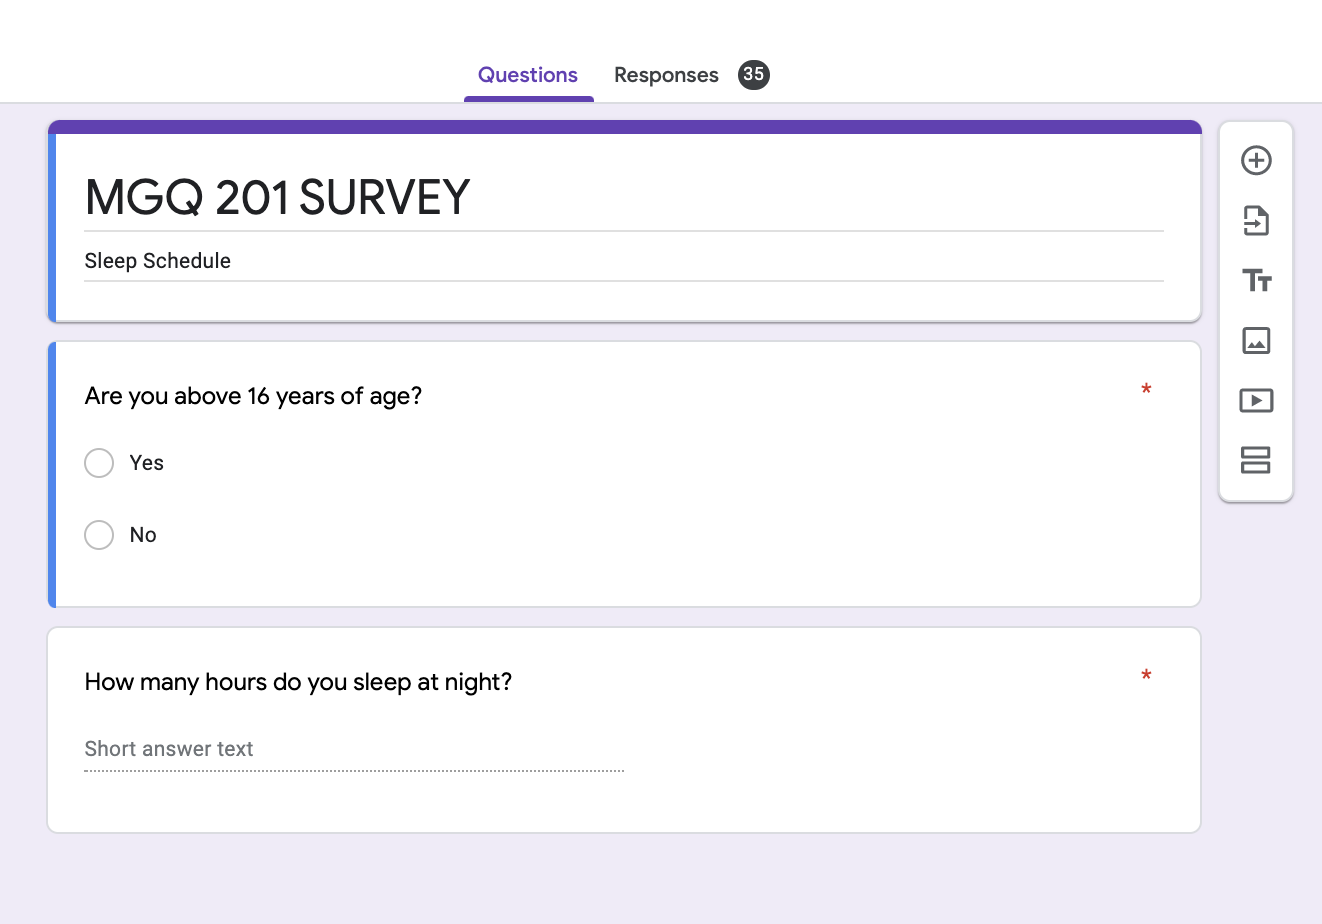 Questions Responses 35
MGQ 201 SURVEY
Sleep Schedule
Are you above 16 years of age? *
Yes
No
How many hours do you sleep at night? *
Short answer text